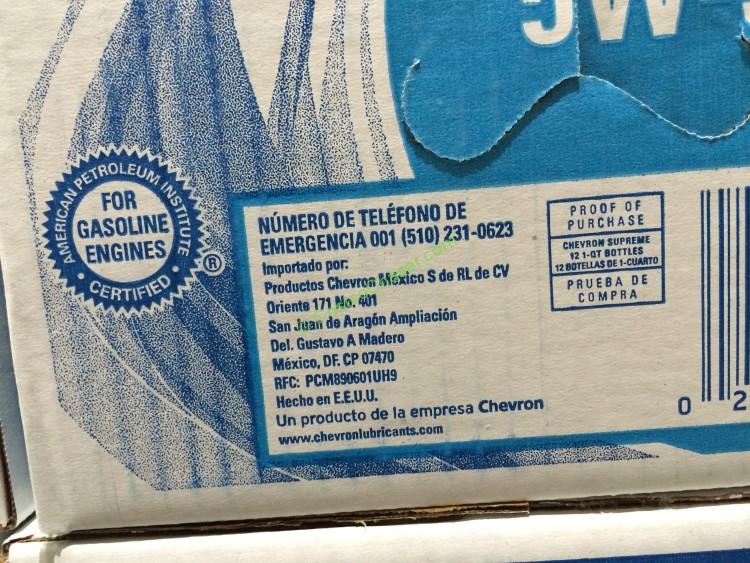 5W-
AMERICAN PETROLEUM INSTITUTE
FOR
GASOLINE
ENGINES
CERTIFIED
®
NÚMERO DE TELÉFONO DE
EMERGENCIA 001 (510) 231-0623
Importado por:
Productos Chevron México S de RL de CV
Oriente 171 No. 401
San Juan de Aragón Ampliación
Del. Gustavo A Madero
México, DF. CP 07470
RFC: PCM890601UH9
Hecho en E.E.U.U.
Un producto de la empresa Chevron
www.chevronlubricants.com
PROOF OF
PURCHASE
CHEVRON SUPREME
12 1-QT BOTTLES
12 BOTELLAS DE 1-CUARTO
PRUEBA DE
COMPRA
0 2